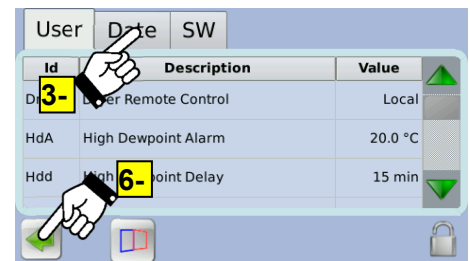 User Date SW
Id Description Value
3- Remote Control Local
HdA High Dewpoint Alarm 20.0 °C
Hdd High 6- Delay 15 min